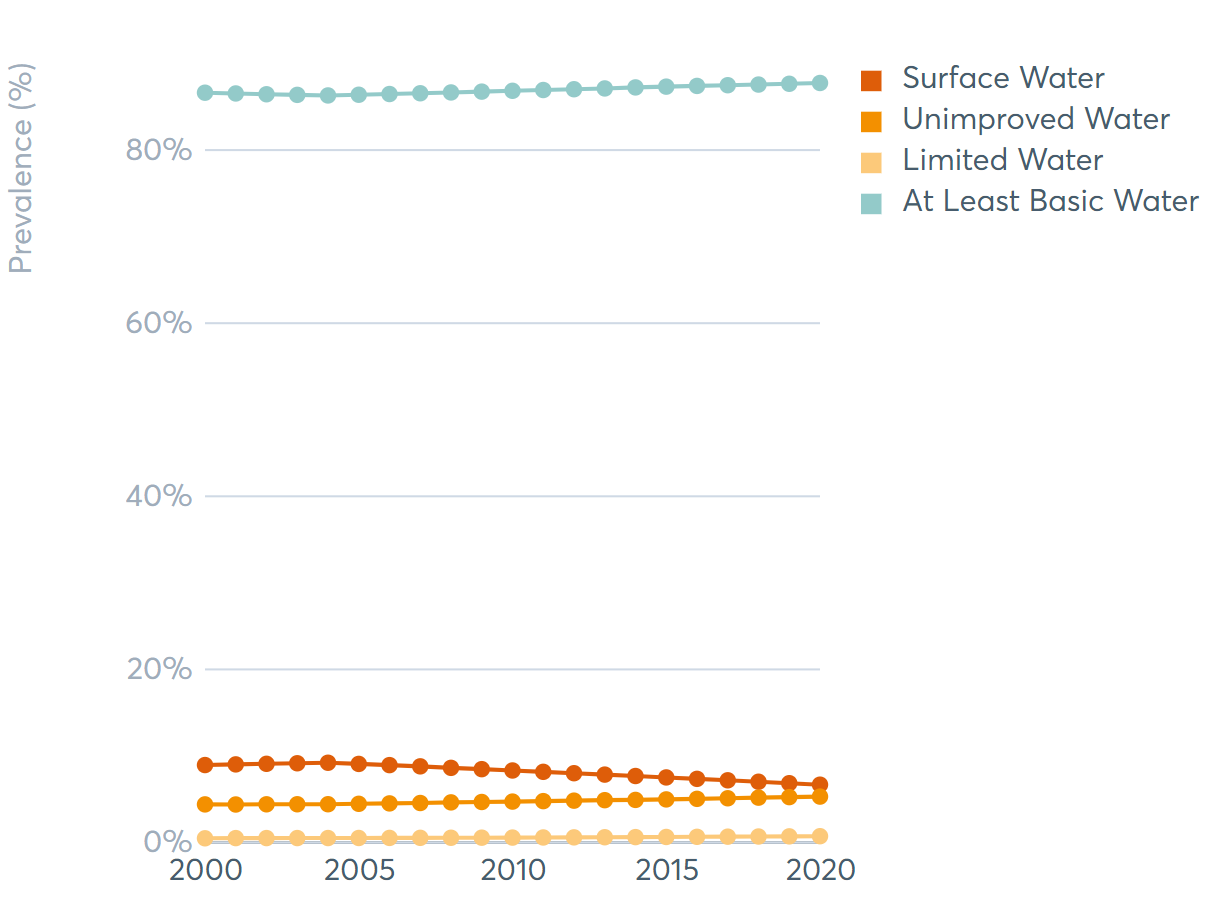 Prevalence (%)
80%
60%
40%
20%
0%
2000
2005
2010
2015
2020
Surface Water
Unimproved Water
Limited Water
At Least Basic Water